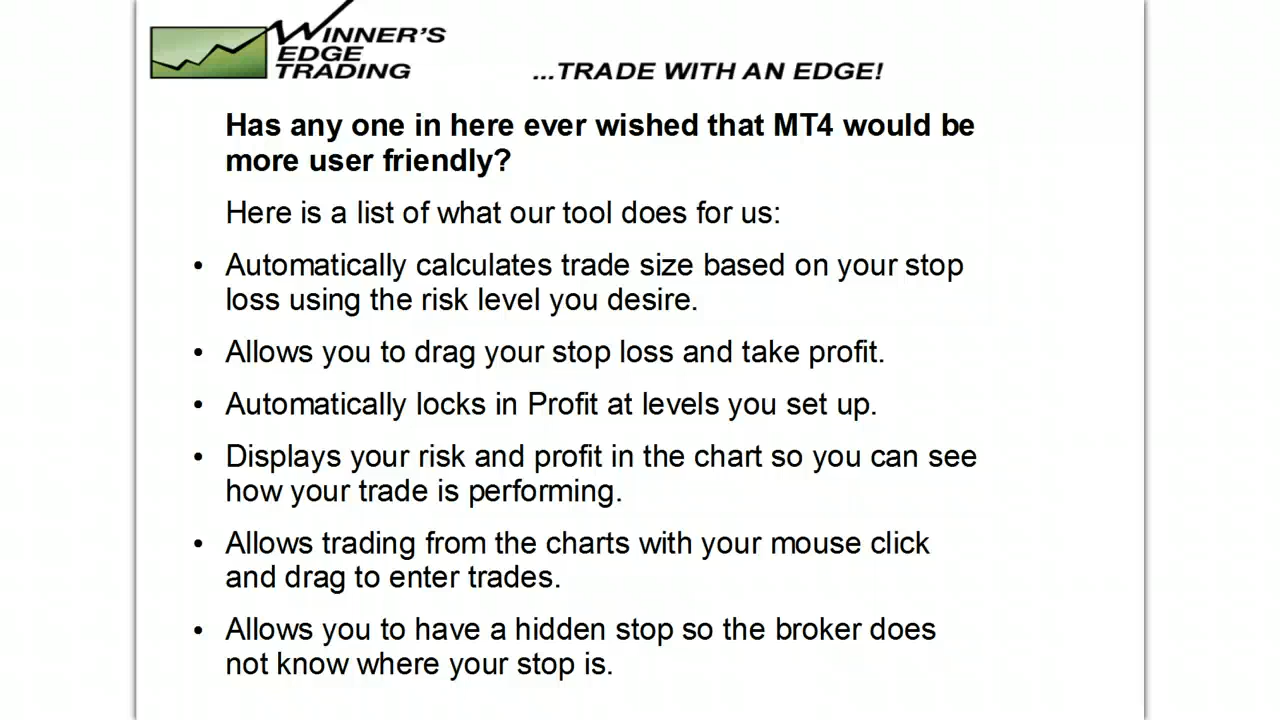 WINNER'S
EDGE
TRADING
...TRADE WITH AN EDGE!
Has any one in here ever wished that MT4 would be
more user friendly?
Here is a list of what our tool does for us:
• Automatically calculates trade size based on your stop
loss using the risk level you desire.
• Allows you to drag your stop loss and take profit.
• Automatically locks in Profit at levels you set up.
• Displays your risk and profit in the chart so you can see
how your trade is performing.
• Allows trading from the charts with your mouse click
and drag to enter trades.
• Allows you to have a hidden stop so the broker does
not know where your stop is.